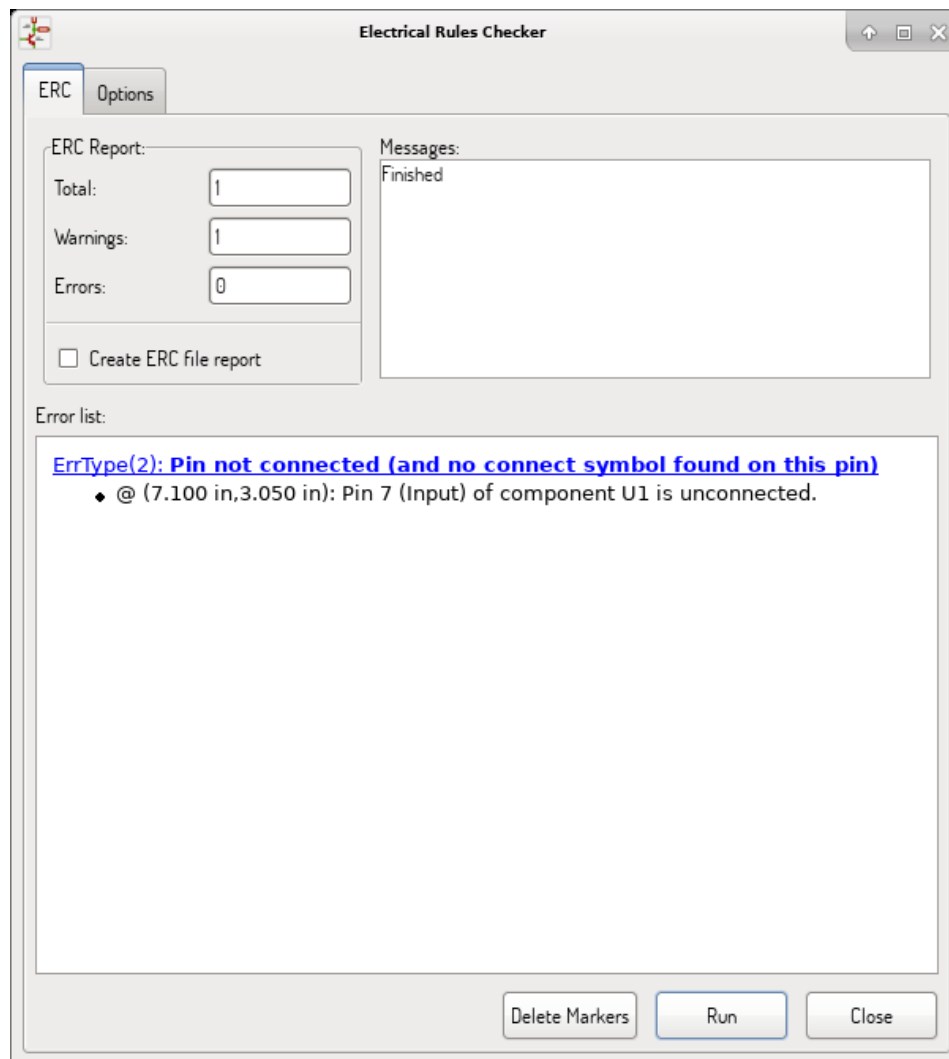 Electrical Rules Checker
ERC
Options
ERC Report:
Total:
1
Warnings:
1
Errors:
0
Create ERC file report
Messages:
Finished
Error list:
ErrType(2): Pin not connected (and no connect symbol found on this pin)
@ (7.100 in,3.050 in): Pin 7 (Input) of component U1 is unconnected.
Delete Markers
Run
Close